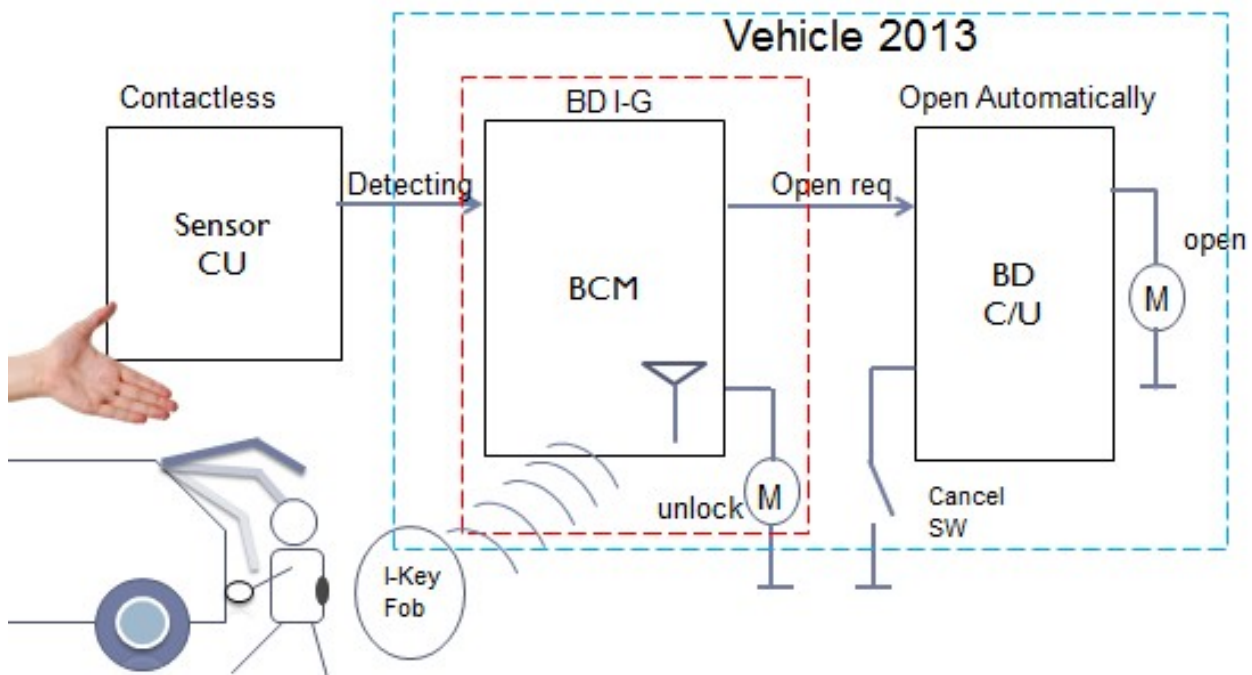 Vehicle 2013
Contactless
BD I-G
Open Automatically
Detecting
Open req
Sensor
CU
BCM
BD
C/U
open
M
unlock
M
Cancel
SW
I-Key
Fob